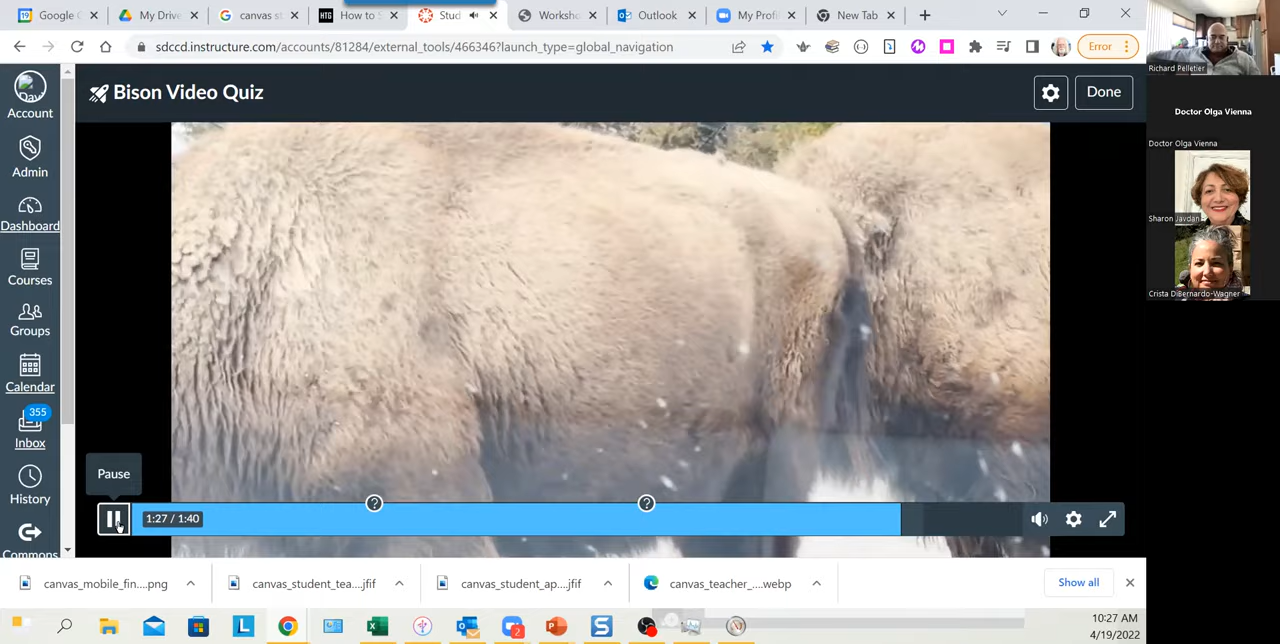 Google C
My Drive
canvas st
How to S
Stud
Worksho
Outlook
My Profi
New Tab
sdccd.instructure.com/accounts/81284/external_tools/466346?launch_type=global_navigation
Error
Richard Pelletier
Doctor Olga Vienna
Doctor Olga Vienna
Sharon Javdan
Crista DiBernardo-Wagner
Account
Admin
Dashboard
Courses
Groups
Calendar
355
Inbox
History
Commons
Bison Video Quiz
Done
Pause
1:27 / 1:40
canvas_mobile_fin....png
canvas_student_tea....jfif
canvas_student_ap....jfif
canvas_teacher_....webp
Show all
10:27 AM
4/19/2022